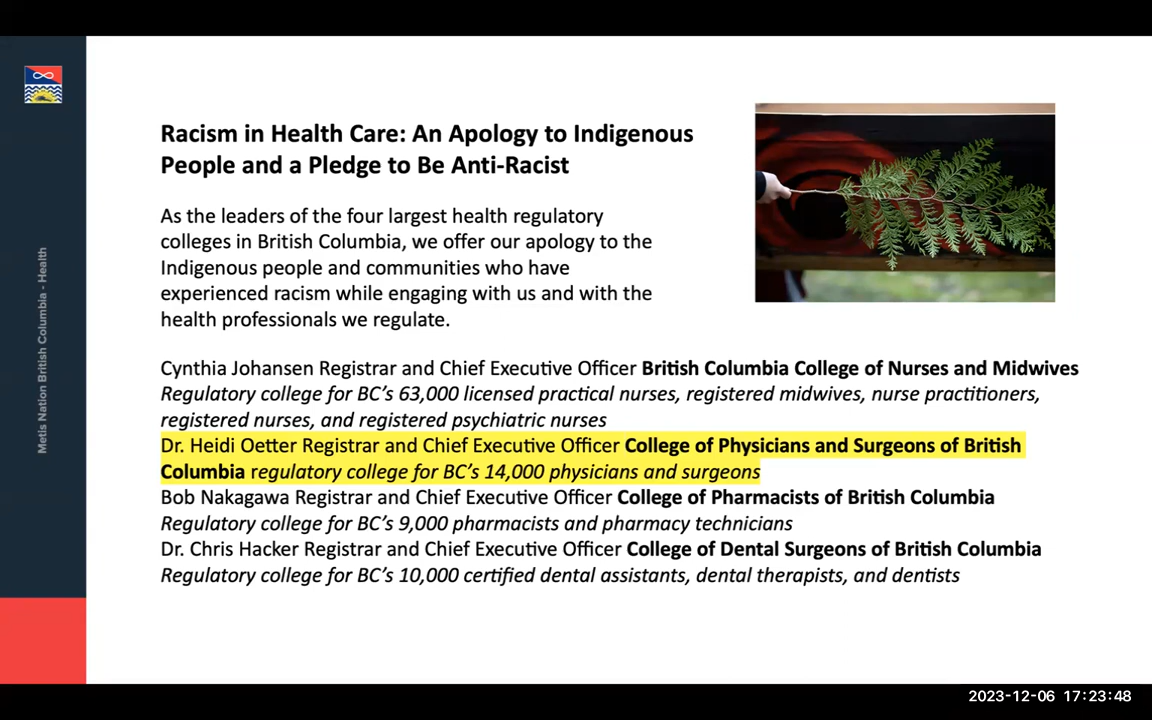 Metis Nation British Columbia - Health
Racism in Health Care: An Apology to Indigenous
People and a Pledge to Be Anti-Racist
As the leaders of the four largest health regulatory
colleges in British Columbia, we offer our apology to the
Indigenous people and communities who have
experienced racism while engaging with us and with the
health professionals we regulate.
Cynthia Johansen Registrar and Chief Executive Officer British Columbia College of Nurses and Midwives
Regulatory college for BC's 63,000 licensed practical nurses, registered midwives, nurse practitioners,
registered nurses, and registered psychiatric nurses
Dr. Heidi Oetter Registrar and Chief Executive Officer College of Physicians and Surgeons of British
Columbia regulatory college for BC's 14,000 physicians and surgeons
Bob Nakagawa Registrar and Chief Executive Officer College of Pharmacists of British Columbia
Regulatory college for BC's 9,000 pharmacists and pharmacy technicians
Dr. Chris Hacker Registrar and Chief Executive Officer College of Dental Surgeons of British Columbia
Regulatory college for BC's 10,000 certified dental assistants, dental therapists, and dentists
2023-12-06 17:23:48